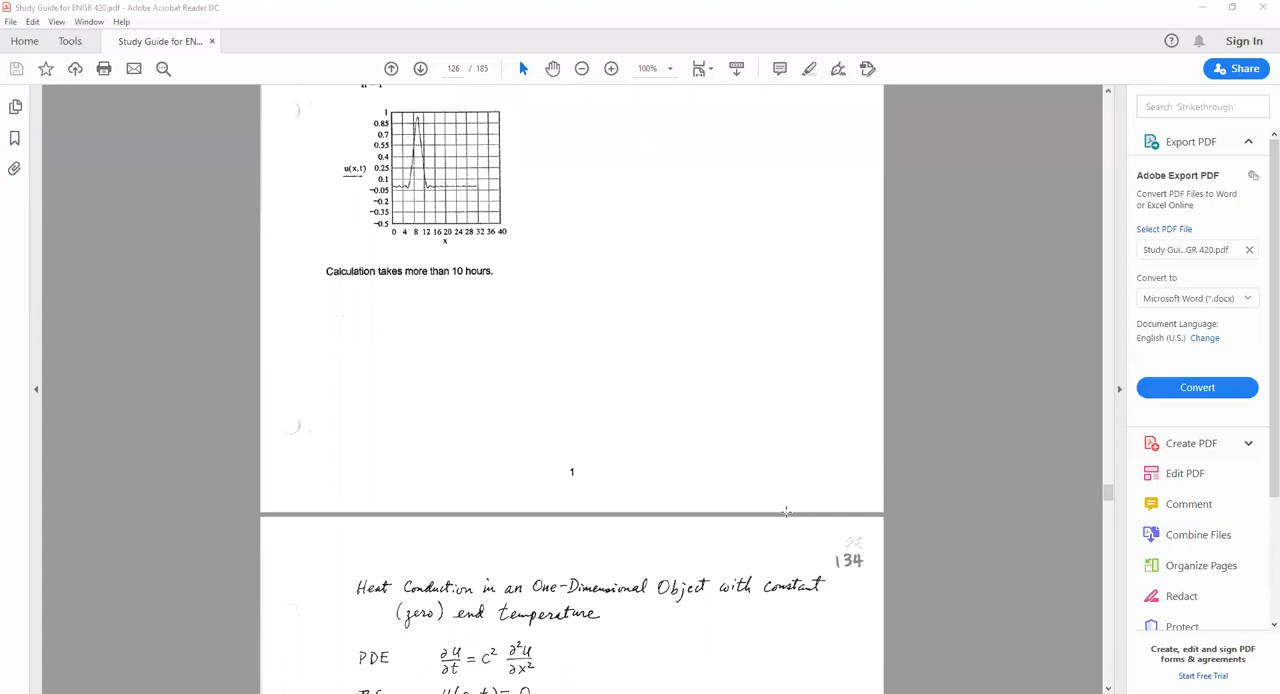 Study Guide for ENGR 420.pdf - Adobe Acrobat Reader DC
File Edit View Window Help
Home Tools Study Guide for EN... × Sign In
126 / 185 100% Share
1
0.85
0.7
0.55
0.4
u(x,t) 0.25
0.1
-0.05
-0.2
-0.35
-0.5
0 4 8 12 16 20 24 28 32 36 40
x
Calculation takes more than 10 hours.
1
134
Heat Conduction in an One-Dimensional Object with constant
(zero) end temperature
PDE ∂u/∂t = c² ∂²u/∂x²
Search 'Strikethrough'
Export PDF
Adobe Export PDF
Convert PDF Files to Word
or Excel Online
Select PDF File
Study Gui...GR 420.pdf
Convert to
Microsoft Word (*.docx)
Document Language:
English (U.S.) Change
Convert
Create PDF
Edit PDF
Comment
Combine Files
Organize Pages
Redact
Protect
Create, edit and sign PDF
forms & agreements
Start Free Trial